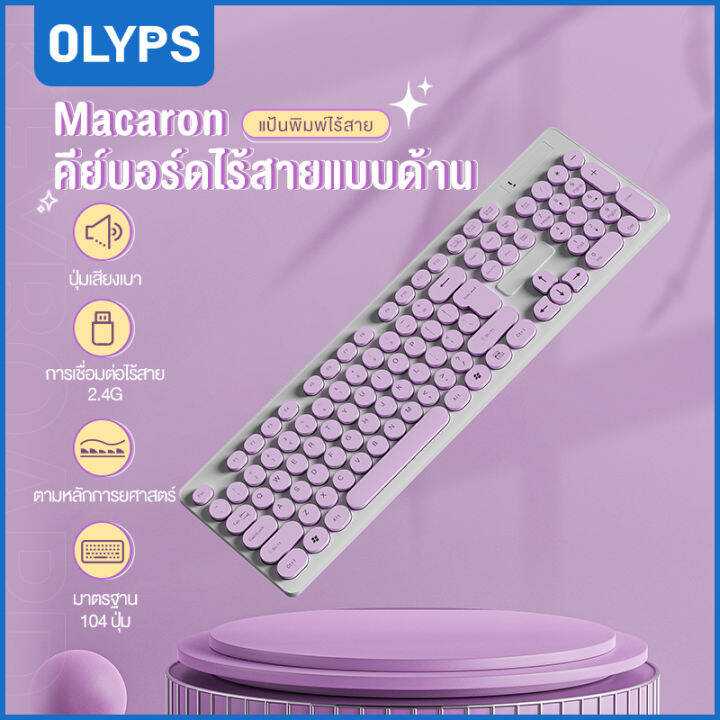 OLYPS
Macaron
แป้นพิมพ์ไร้สาย
คีย์บอร์ดไร้สายแบบด้าน
ปุ่มเสียงเบา
การเชื่อมต่อไร้สาย
2.4G
ตามหลักการยศาสตร์
มาตรฐาน
104 ปุ่ม